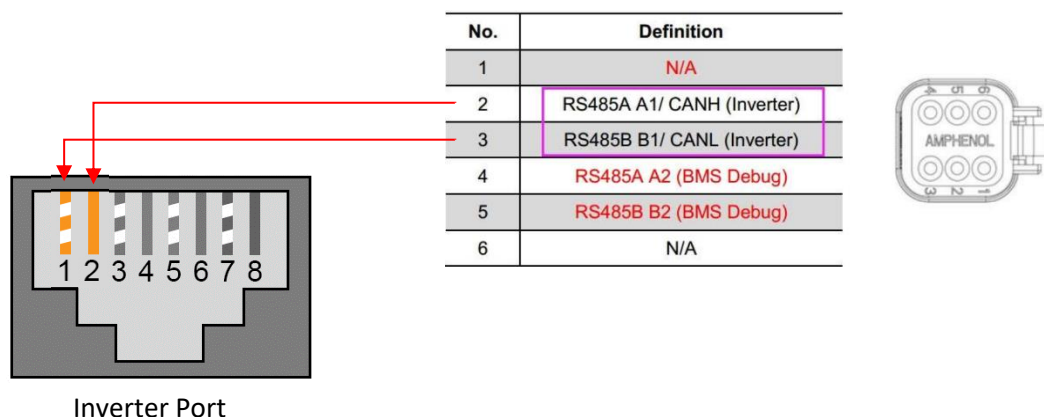 No. Definition
1 N/A
2 RS485A A1/ CANH (Inverter)
3 RS485B B1/ CANL (Inverter)
4 RS485A A2 (BMS Debug)
5 RS485B B2 (BMS Debug)
6 N/A
4 5 6
AMPHENOL
3 2 1
1 2 3 4 5 6 7 8
Inverter Port